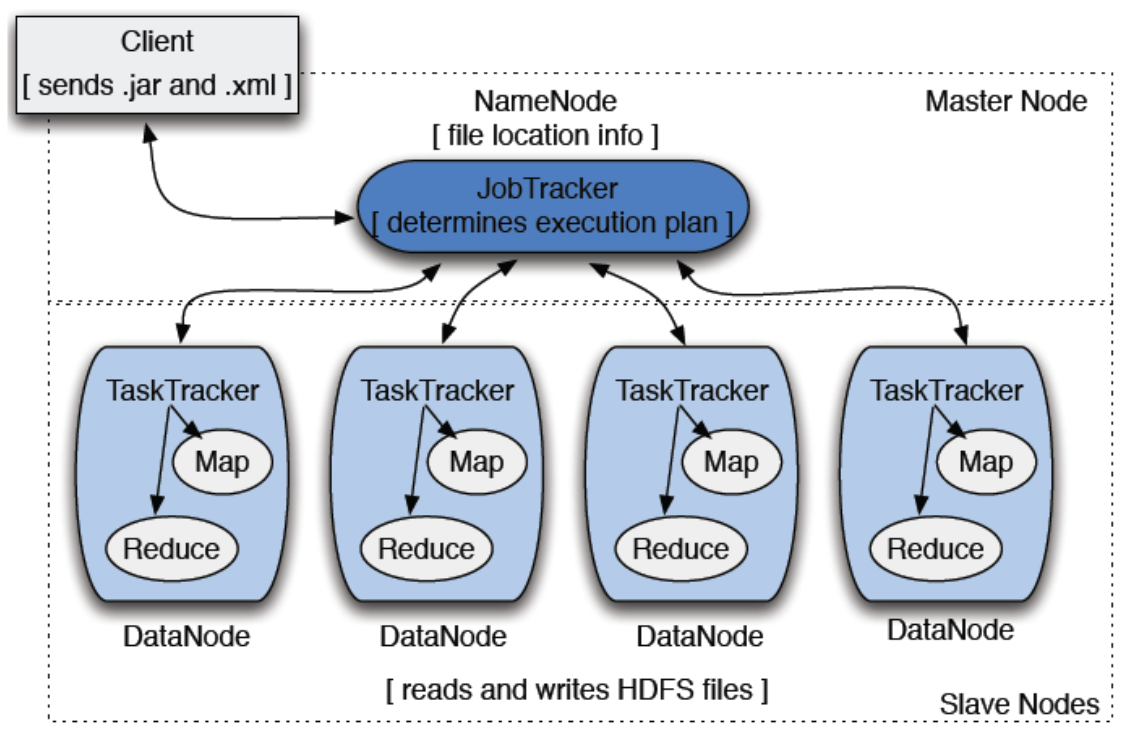 Client
[ sends .jar and .xml ]
NameNode
[ file location info ]
Master Node
JobTracker
[ determines execution plan ]
TaskTracker
Map
Reduce
DataNode
TaskTracker
Map
Reduce
DataNode
TaskTracker
Map
Reduce
DataNode
TaskTracker
Map
Reduce
DataNode
[ reads and writes HDFS files ]
Slave Nodes